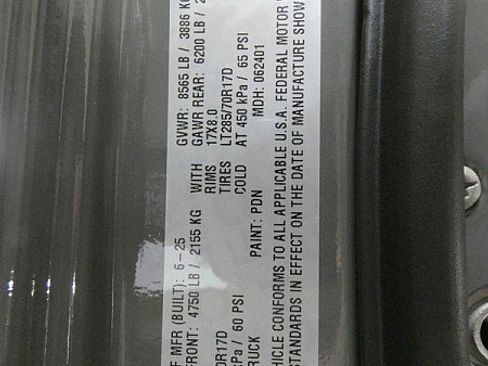 F MFR (BUILT): 6-25 GVWR: 8565 LB / 3886 K
FRONT: 4750 LB / 2155 KG WITH GAWR REAR: 6200 LB / 2
RIMS 17X8.0
0R17D TIRES LT285/70R17D
kPa / 60 PSI COLD AT 450 kPa / 65 PSI
RUCK PAINT: PDN MDH: 062401
HICLE CONFORMS TO ALL APPLICABLE U.S.A. FEDERAL MOTOR
STANDARDS IN EFFECT ON THE DATE OF MANUFACTURE SHOW